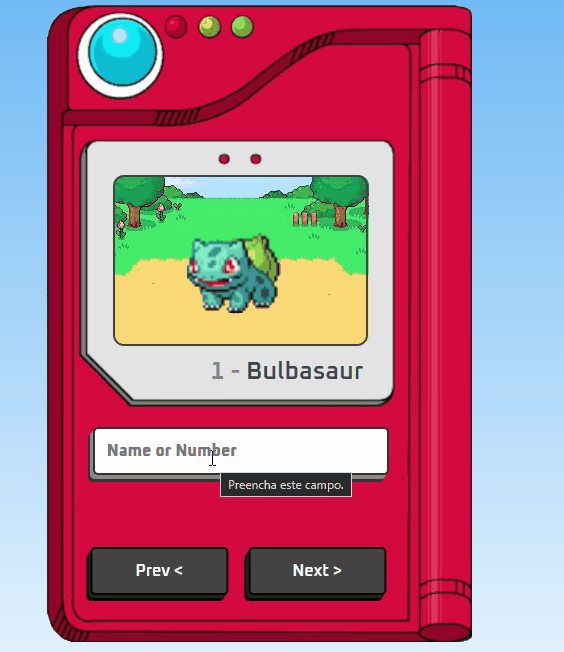 1 - Bulbasaur
Name or Number
Preencha este campo.
Prev < Next >